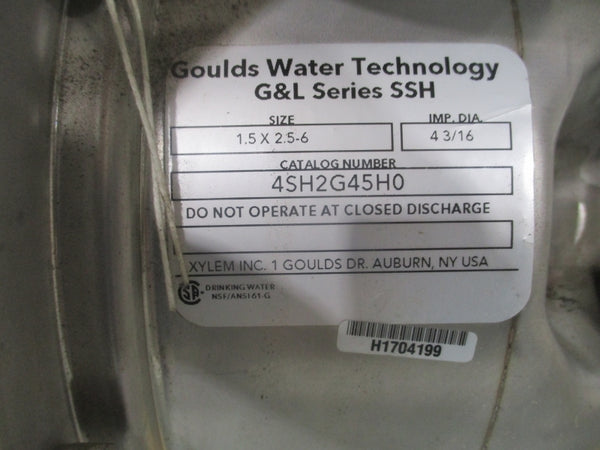 Goulds Water Technology
G&L Series SSH
SIZE IMP. DIA.
1.5 X 2.5-6 4 3/16
CATALOG NUMBER
4SH2G45H0
DO NOT OPERATE AT CLOSED DISCHARGE
XYLEM INC. 1 GOULDS DR. AUBURN, NY USA
SA DRINKING WATER
NSF/ANSI 61-G
H1704199